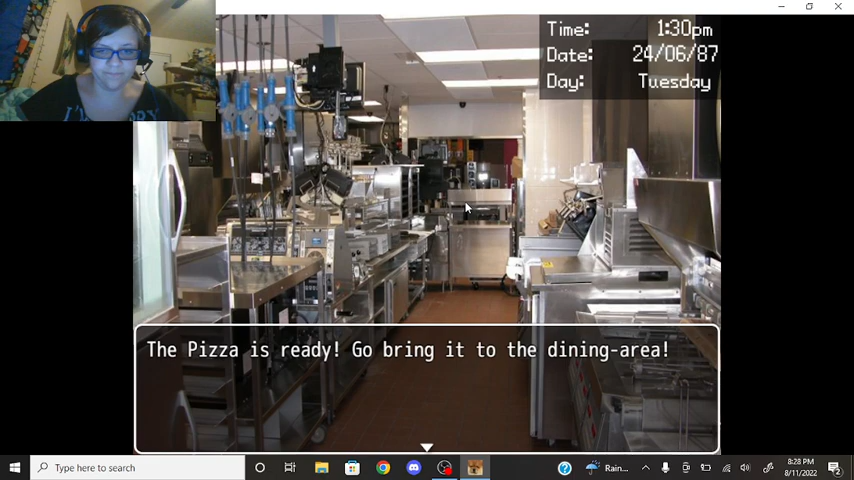 Time: 1:30pm
Date: 24/06/87
Day: Tuesday
The Pizza is ready! Go bring it to the dining-area!
Type here to search
Rain...
8:28 PM
8/11/2022
2